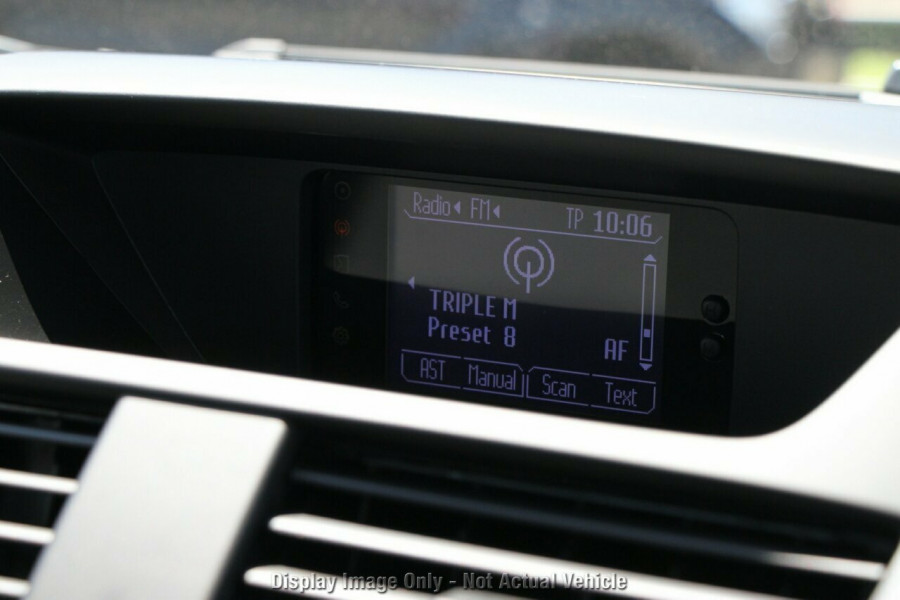 Radio FM TP 10:06
TRIPLE M
Preset 8
AF
AST Manual Scan Text
Display Image Only - Not Actual Vehicle